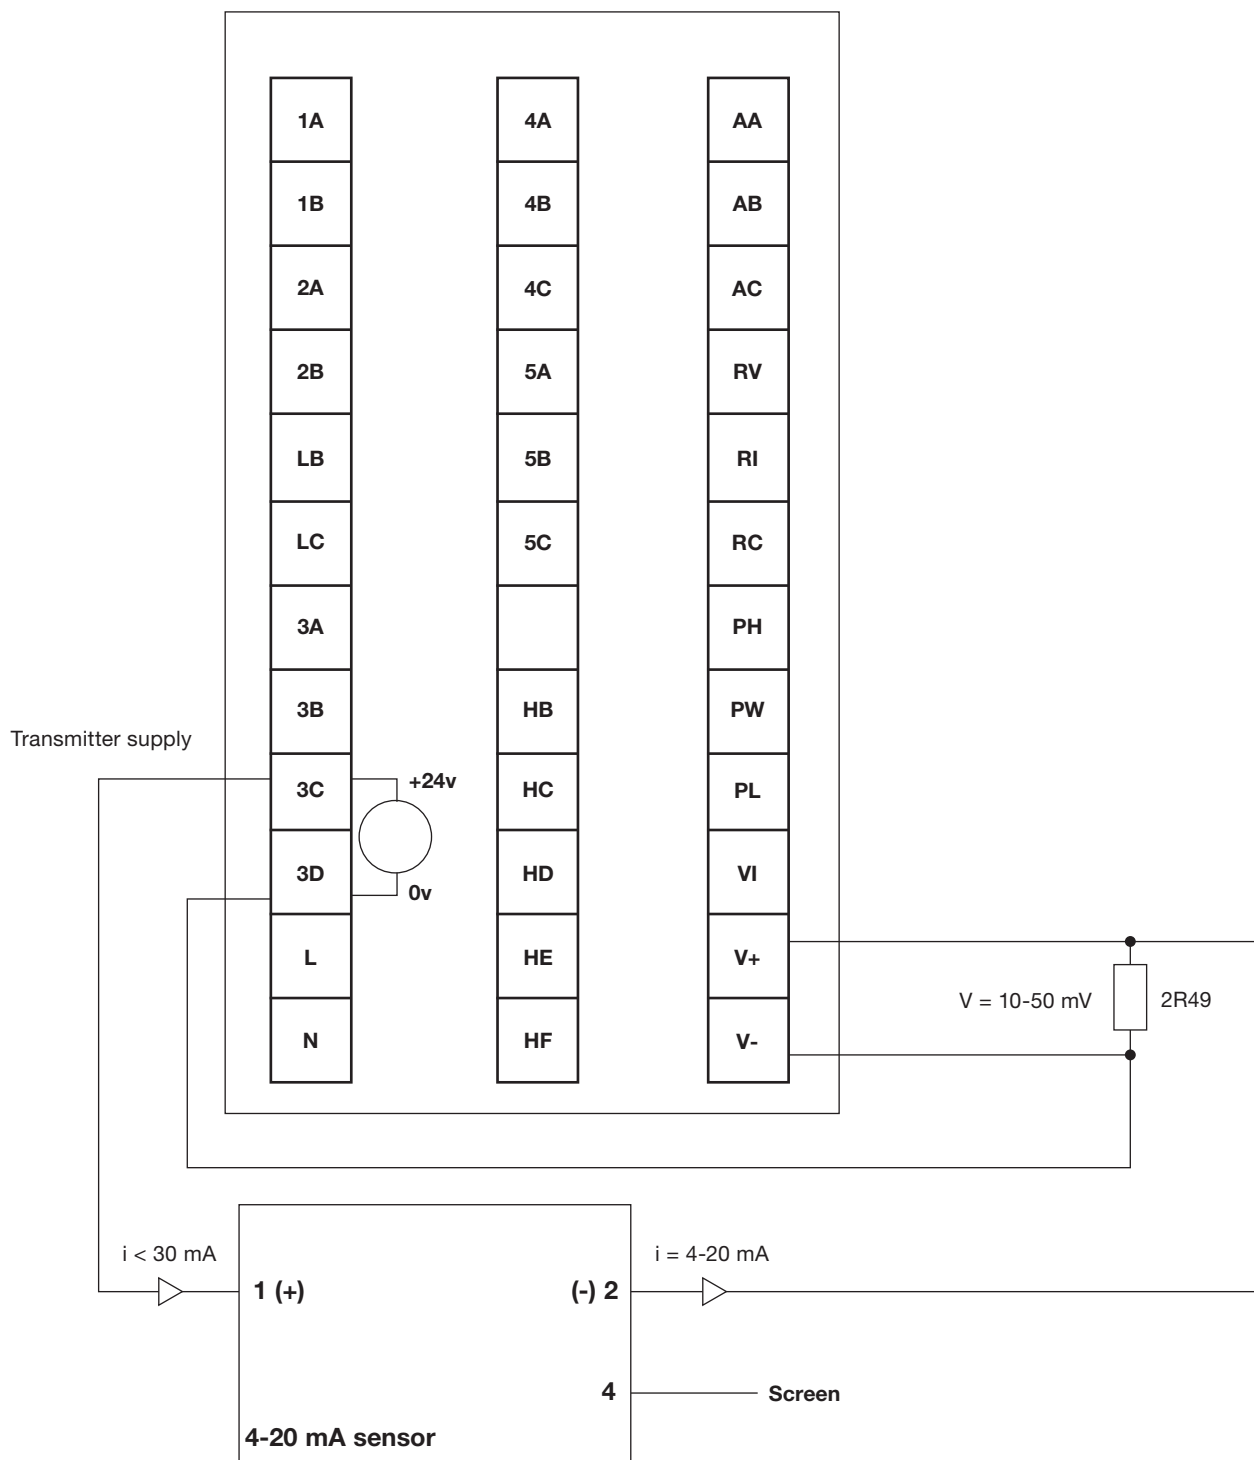 1A 4A AA
1B 4B AB
2A 4C AC
2B 5A RV
LB 5B RI
LC 5C RC
3A PH
3B HB PW
Transmitter supply
3C +24v HC PL
3D 0v HD VI
L HE V+
V = 10-50 mV 2R49
N HF V-
i < 30 mA i = 4-20 mA
1 (+) (-) 2
4 Screen
4-20 mA sensor